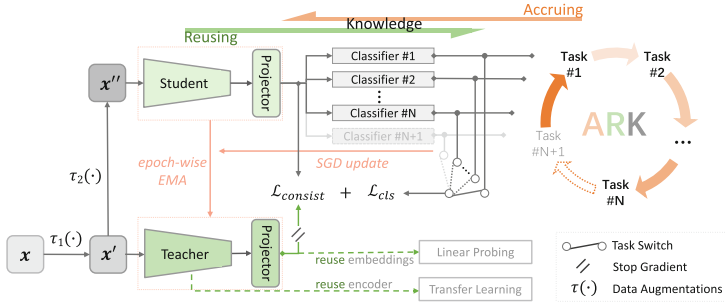 Accruing
Knowledge
Reusing
x′′
Student
Projector
Classifier #1
Classifier #2
⋮
Classifier #N
Classifier #N+1
Task
#1
Task
#2
ARK
Task
#N+1
...
Task
#N
τ₂(·)
epoch-wise
EMA
SGD update
ℒconsist + ℒcls
x
τ₁(·)
x′
Teacher
Projector
reuse embeddings
Linear Probing
reuse encoder
Transfer Learning
Task Switch
Stop Gradient
τ(·) Data Augmentations